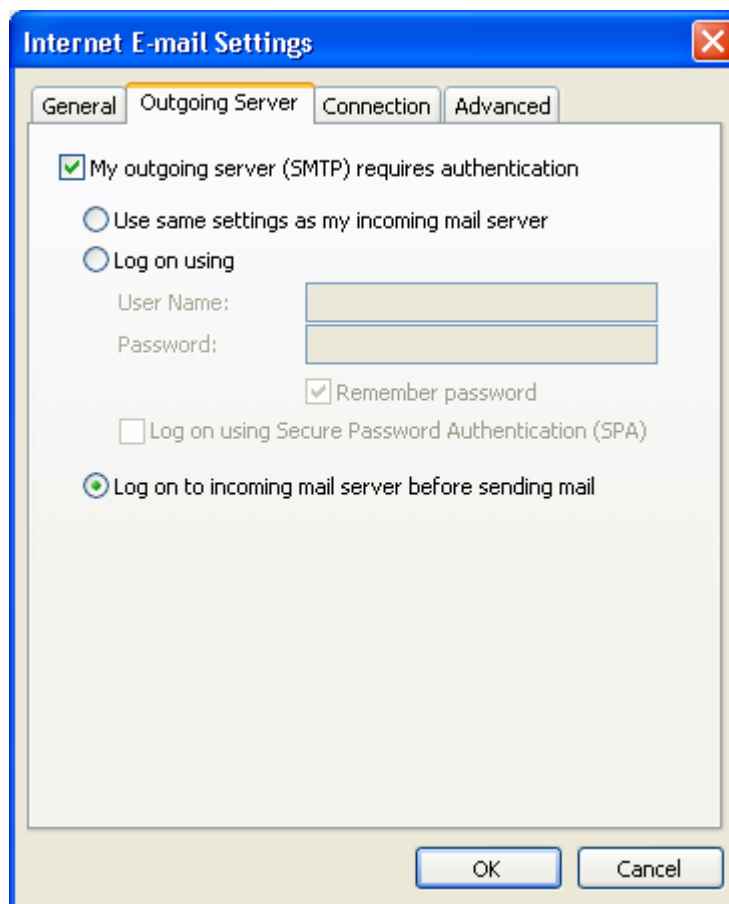 Internet E-mail Settings
General Outgoing Server Connection Advanced
My outgoing server (SMTP) requires authentication
Use same settings as my incoming mail server
Log on using
User Name:
Password:
Remember password
Log on using Secure Password Authentication (SPA)
Log on to incoming mail server before sending mail
OK Cancel